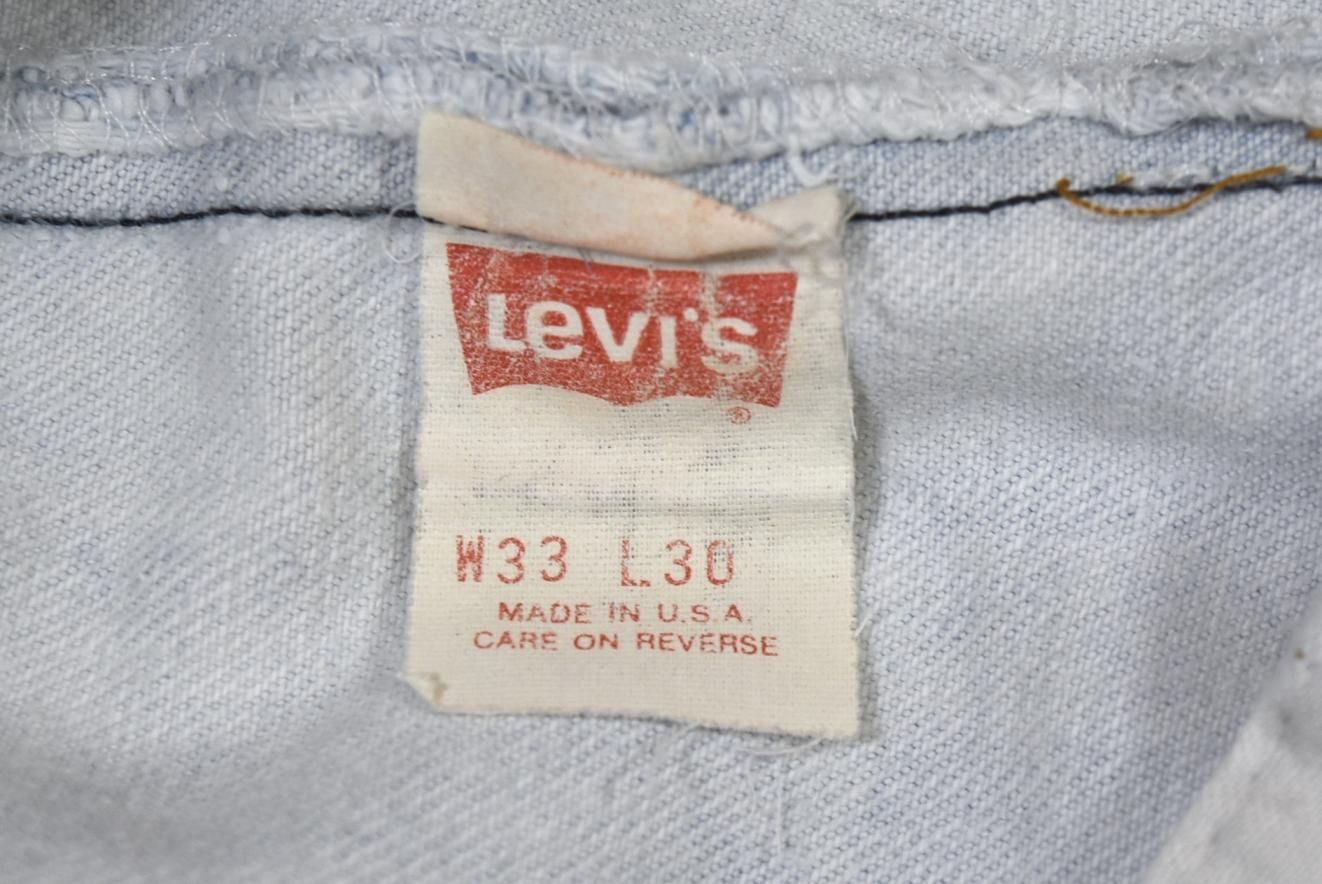 Levi's
®
W33 L30
MADE IN U.S.A.
CARE ON REVERSE